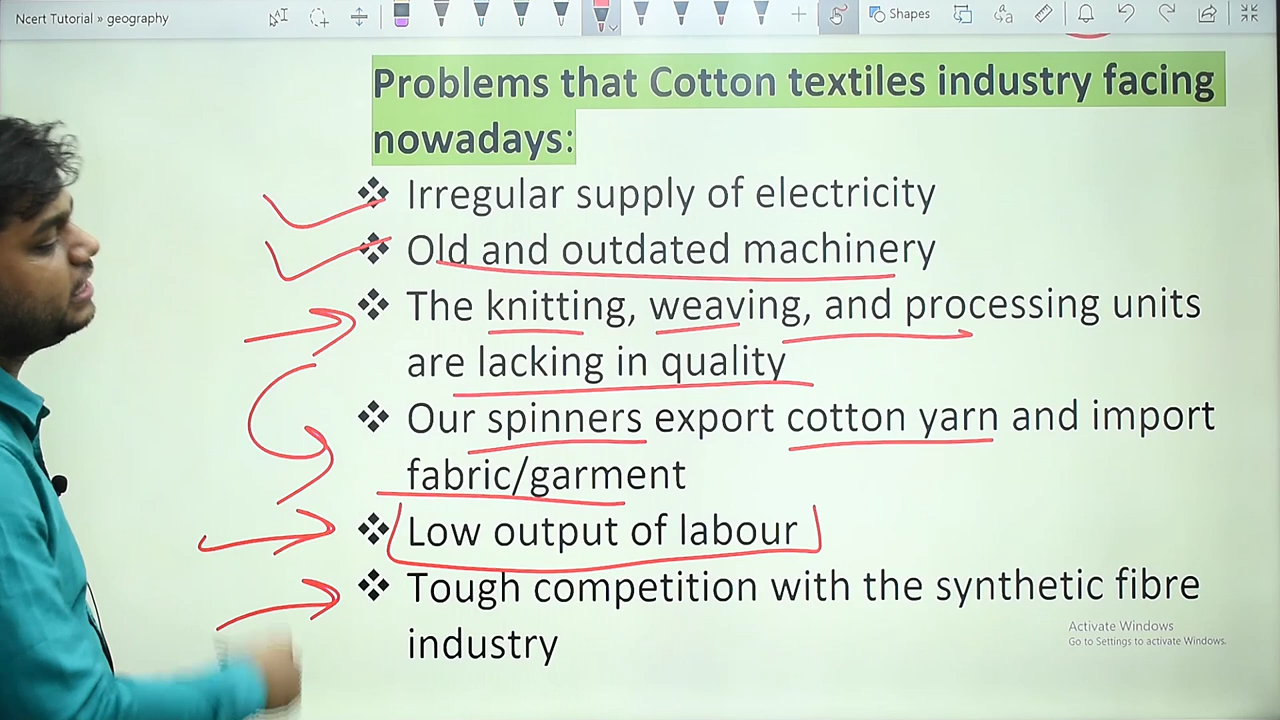 Ncert Tutorial » geography
Shapes
Problems that Cotton textiles industry facing
nowadays:
❖ Irregular supply of electricity
❖ Old and outdated machinery
❖ The knitting, weaving, and processing units
are lacking in quality
❖ Our spinners export cotton yarn and import
fabric/garment
❖ Low output of labour
❖ Tough competition with the synthetic fibre
industry
Activate Windows
Go to Settings to activate Windows.